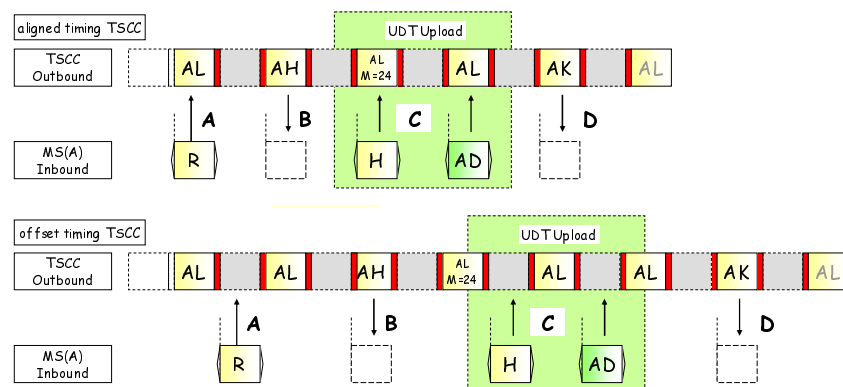 aligned timing TSCC
UDT Upload
TSCC
Outbound
AL
AH
AL
M=24
AL
AK
AL
A
B
C
D
MS(A)
Inbound
R
H
AD
offset timing TSCC
UDT Upload
TSCC
Outbound
AL
AL
AH
AL
M=24
AL
AL
AK
AL
A
B
C
D
MS(A)
Inbound
R
H
AD